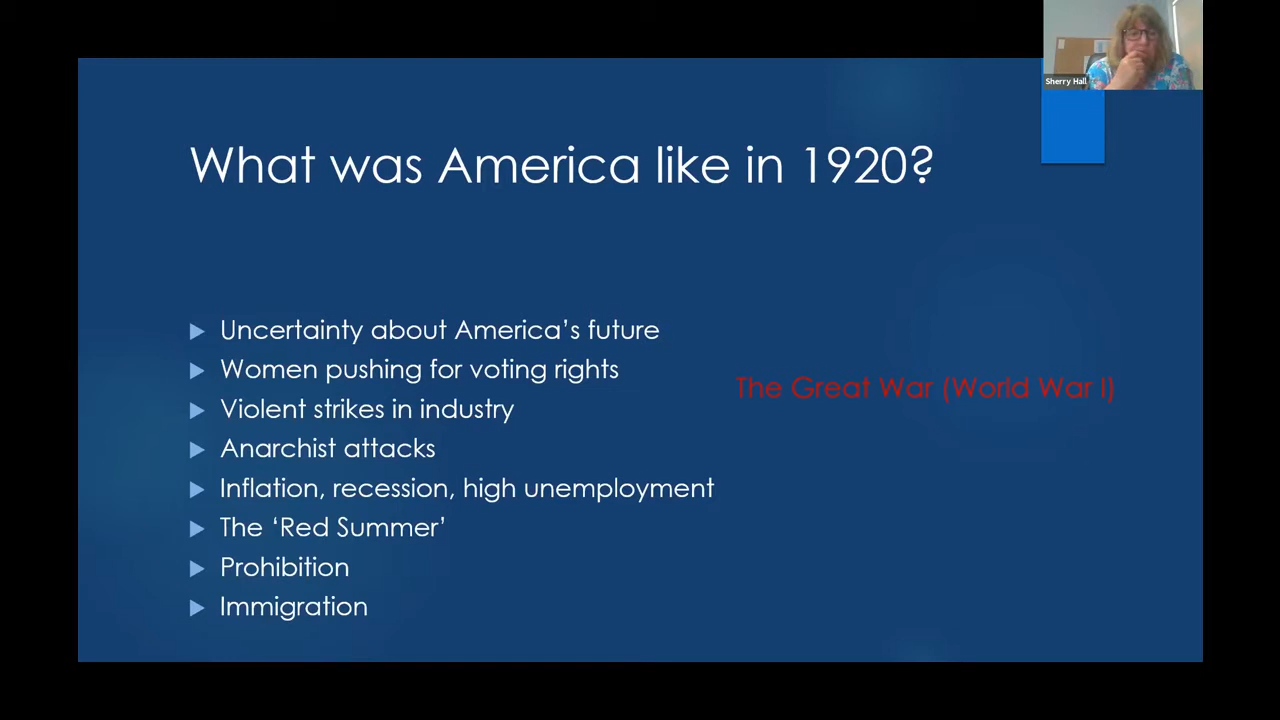 Sherry Hall
What was America like in 1920?
Uncertainty about America's future
Women pushing for voting rights
The Great War (World War I)
Violent strikes in industry
Anarchist attacks
Inflation, recession, high unemployment
The ‘Red Summer’
Prohibition
Immigration